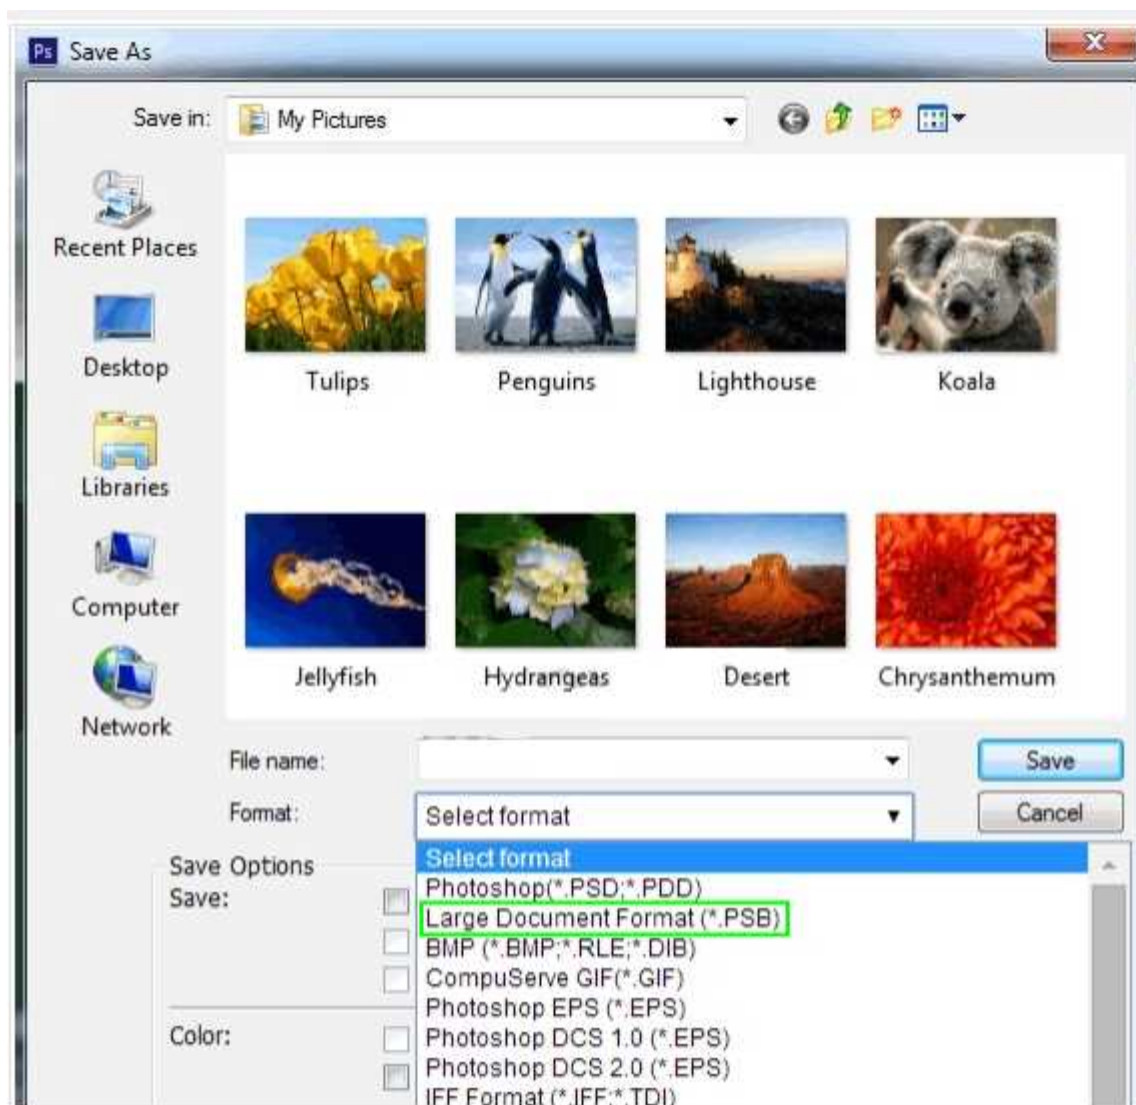 Ps Save As
Save in: My Pictures
Recent Places
Desktop
Libraries
Computer
Network
Tulips Penguins Lighthouse Koala
Jellyfish Hydrangeas Desert Chrysanthemum
File name: Save
Format: Select format Cancel
Save Options
Save:
Color:
Select format
Photoshop(*.PSD;*.PDD)
Large Document Format (*.PSB)
BMP (*.BMP;*.RLE;*.DIB)
CompuServe GIF(*.GIF)
Photoshop EPS (*.EPS)
Photoshop DCS 1.0 (*.EPS)
Photoshop DCS 2.0 (*.EPS)
IFF Format (*.IFF;*.TDI)